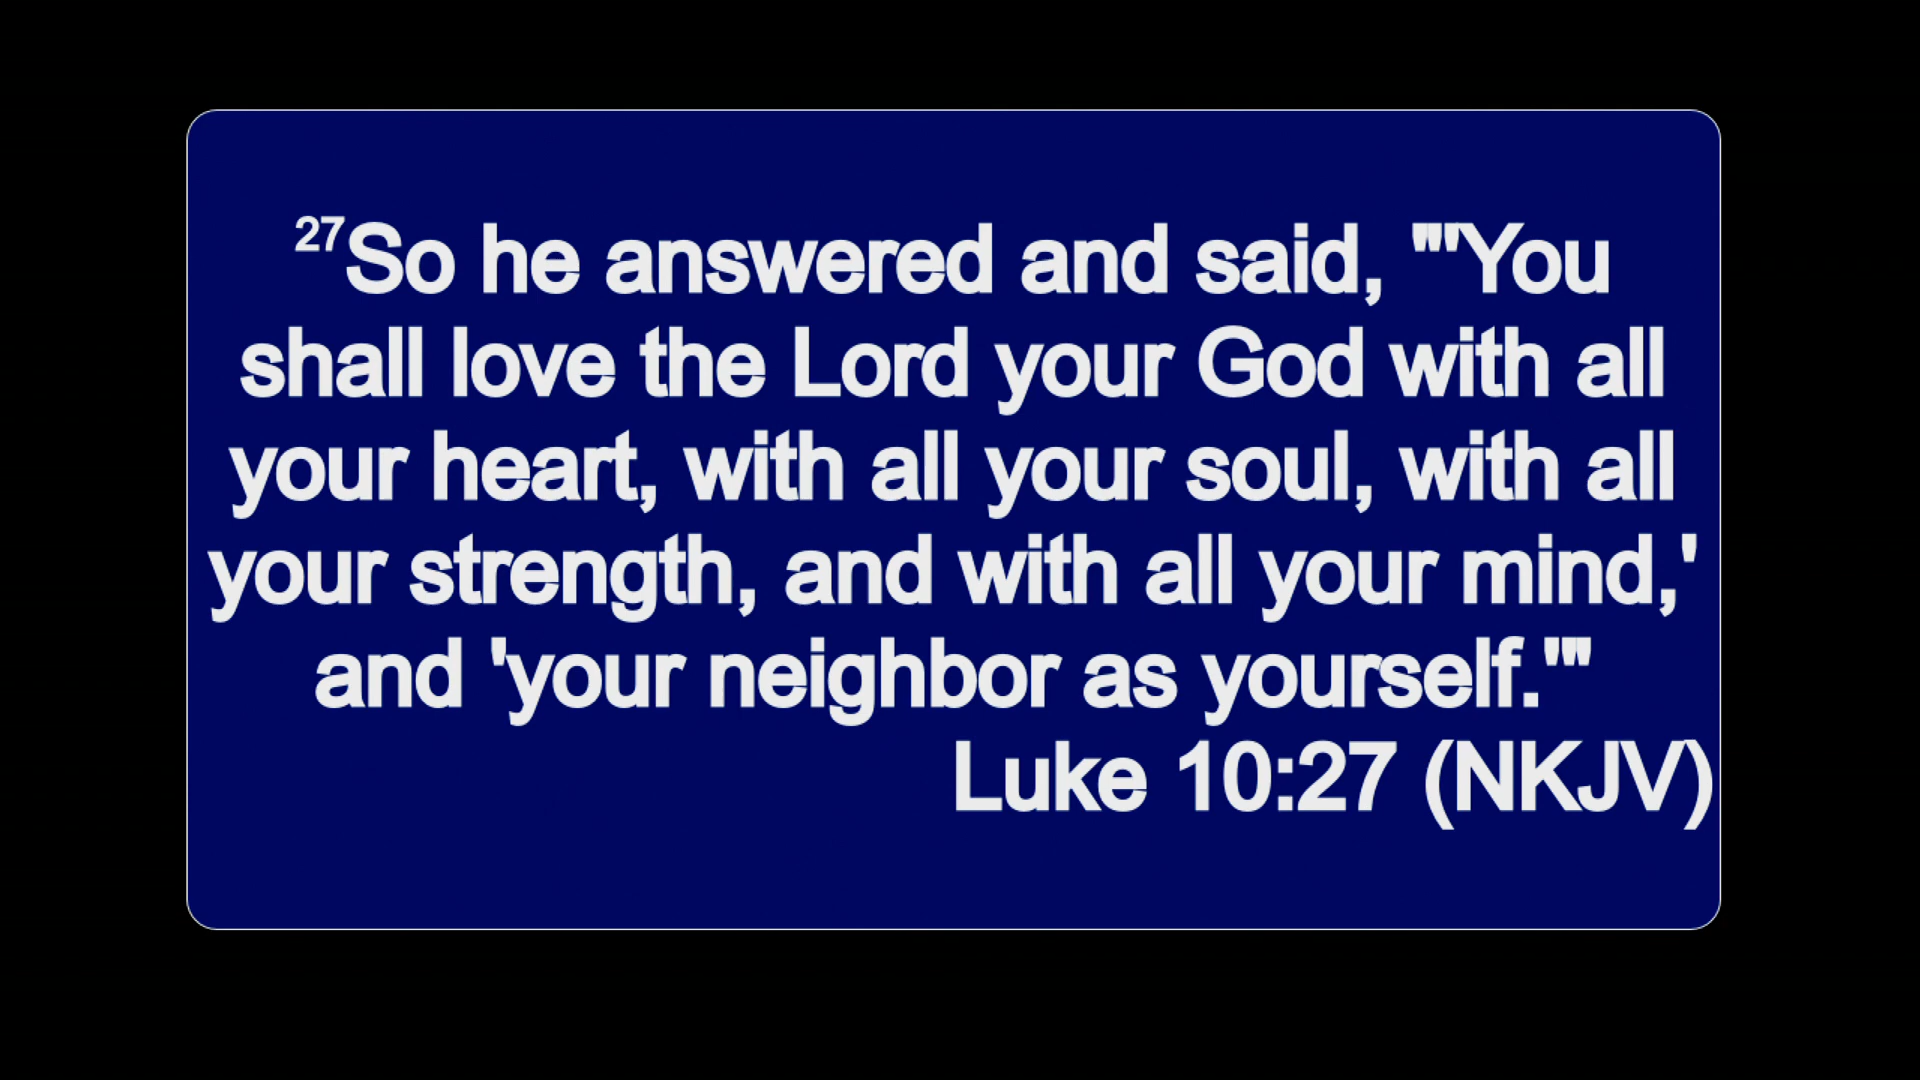 27So he answered and said, "'You
shall love the Lord your God with all
your heart, with all your soul, with all
your strength, and with all your mind,'
and 'your neighbor as yourself.'"
Luke 10:27 (NKJV)